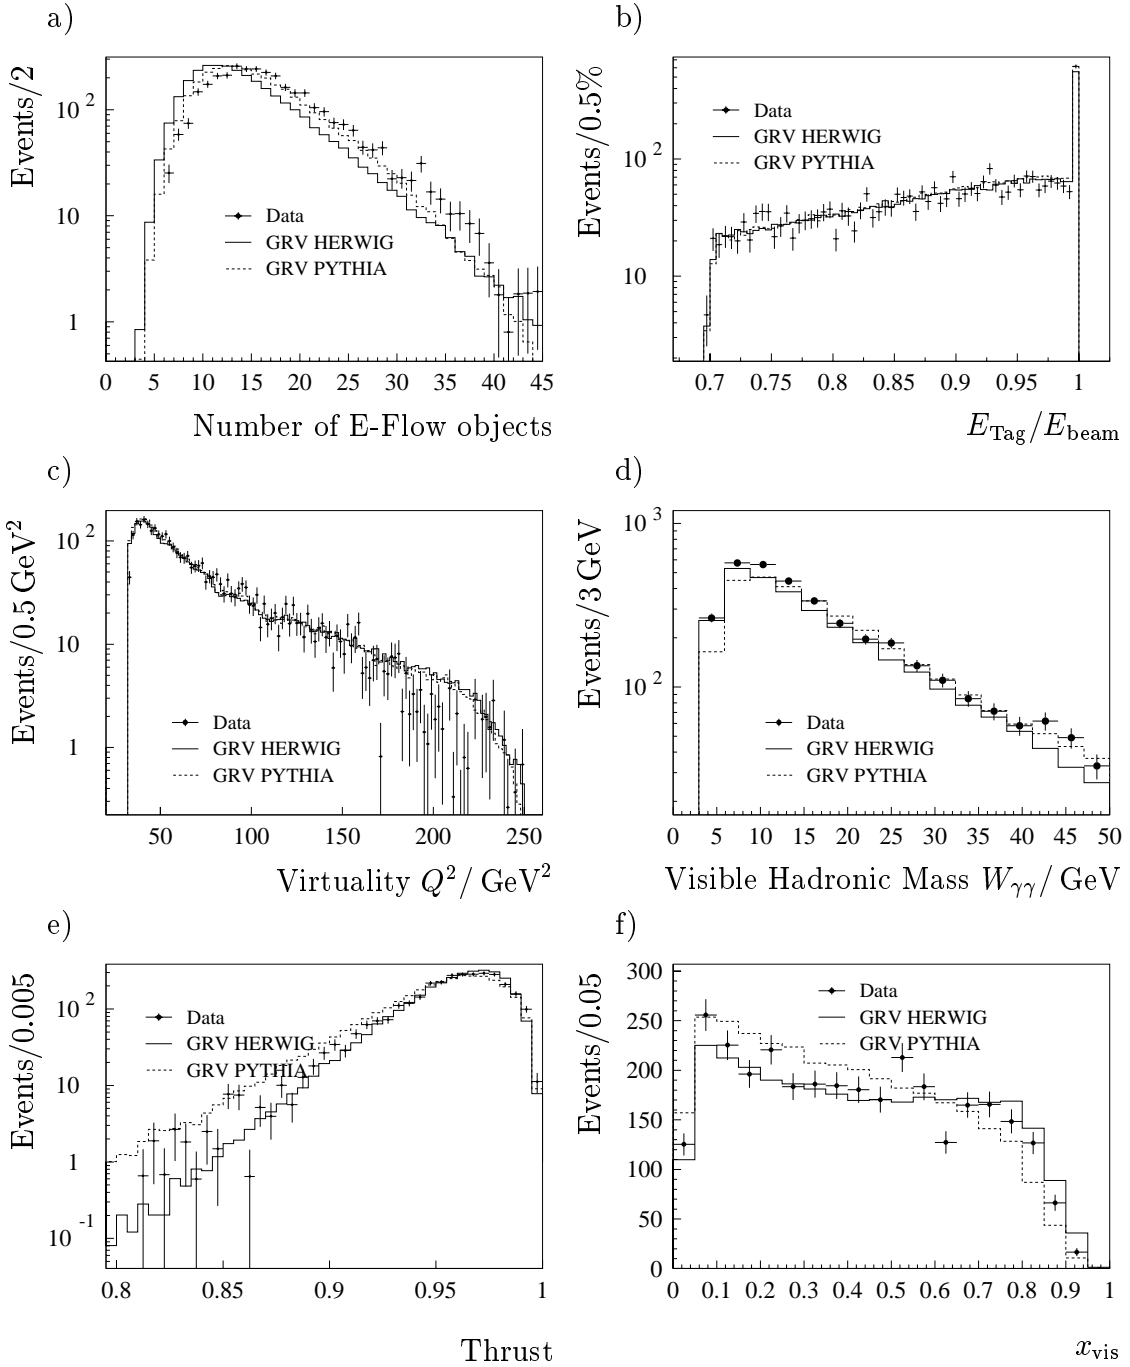 a)
Events/2
10 2
10
1
Data
GRV HERWIG
GRV PYTHIA
0 5 10 15 20 25 30 35 40 45
Number of E-Flow objects
b)
Events/0.5%
10 2
10
Data
GRV HERWIG
GRV PYTHIA
0.7 0.75 0.8 0.85 0.9 0.95 1
E_Tag/E_beam
c)
Events/0.5 GeV²
10 2
10
1
Data
GRV HERWIG
GRV PYTHIA
50 100 150 200 250
Virtuality Q²/ GeV²
d)
Events/3 GeV
10 3
10 2
Data
GRV HERWIG
GRV PYTHIA
0 5 10 15 20 25 30 35 40 45 50
Visible Hadronic Mass W_γγ/ GeV
e)
Events/0.005
10 2
10
1
10 -1
Data
GRV HERWIG
GRV PYTHIA
0.8 0.85 0.9 0.95 1
Thrust
f)
Events/0.05
300
250
200
150
100
50
0
Data
GRV HERWIG
GRV PYTHIA
0 0.1 0.2 0.3 0.4 0.5 0.6 0.7 0.8 0.9 1
x_vis